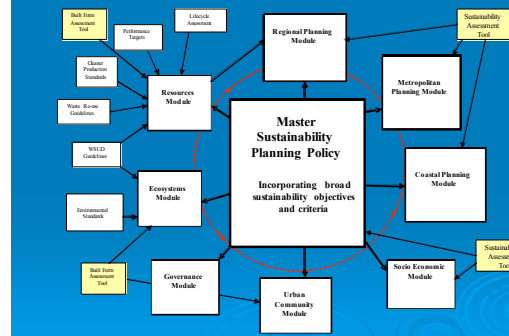 Built Form
Assessment
Tool
Performance
Targets
Lifecycle
Assessment
Regional Planning
Module
Sustainability
Assessment
Tool
Cleaner
Production
Standards
Resources
Module
Metropolitan
Planning Module
Waste Re-use
Guidelines
Master
Sustainability
Planning Policy
Incorporating broad
sustainability objectives
and criteria
WSUD
Guidelines
Ecosystems
Module
Coastal Planning
Module
Environmental
Standards
Built Form
Assessment
Tool
Governance
Module
Urban
Community
Module
Socio Economic
Module
Sustaina
Assess
Tool